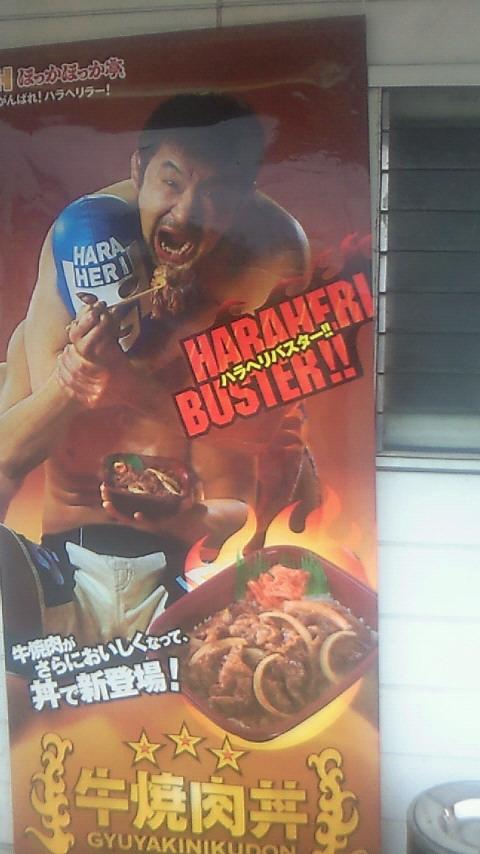 H ほっかほっか亭
がんばれ!ハラヘリラー!
HARA
HERI
HARAHERI
ハラヘリバスター!!
BUSTER!!
牛焼肉が
さらにおいしくなって、
丼で新登場!
牛焼肉丼
GYUYAKINIKUDON